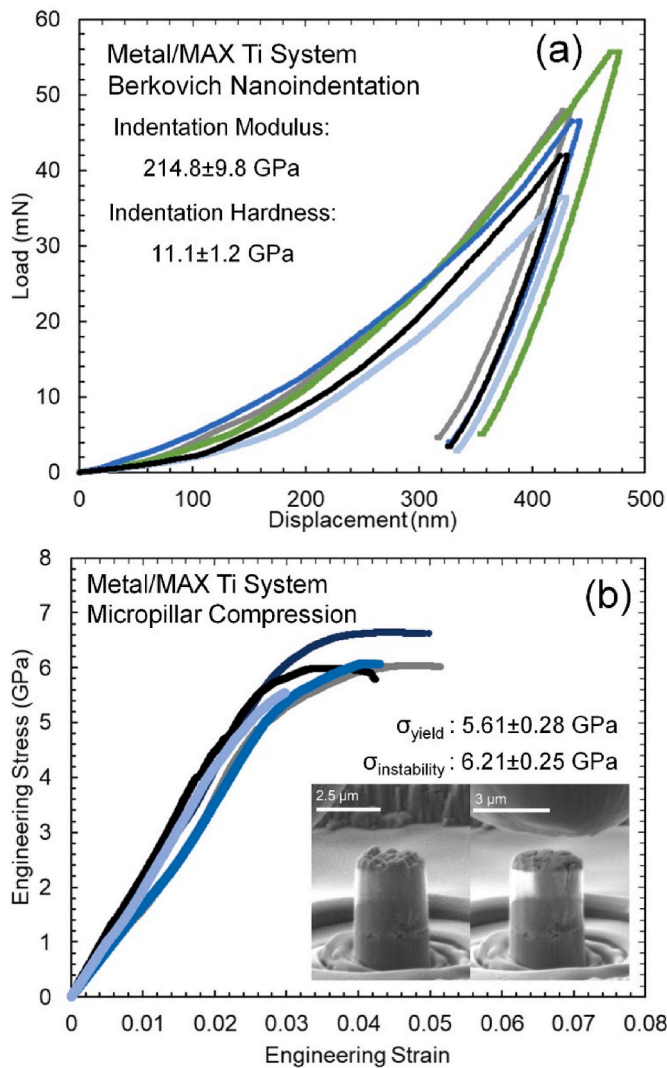 60
50
40
30
20
10
0
Load (mN)
Metal/MAX Ti System
Berkovich Nanoindentation
(a)
Indentation Modulus:
214.8±9.8 GPa
Indentation Hardness:
11.1±1.2 GPa
0 100 200 300 400 500
Displacement (nm)
8
7
6
5
4
3
2
1
0
Engineering Stress (GPa)
Metal/MAX Ti System
Micropillar Compression
(b)
σyield : 5.61±0.28 GPa
σinstability : 6.21±0.25 GPa
2.5 μm
3 μm
0 0.01 0.02 0.03 0.04 0.05 0.06 0.07 0.08
Engineering Strain